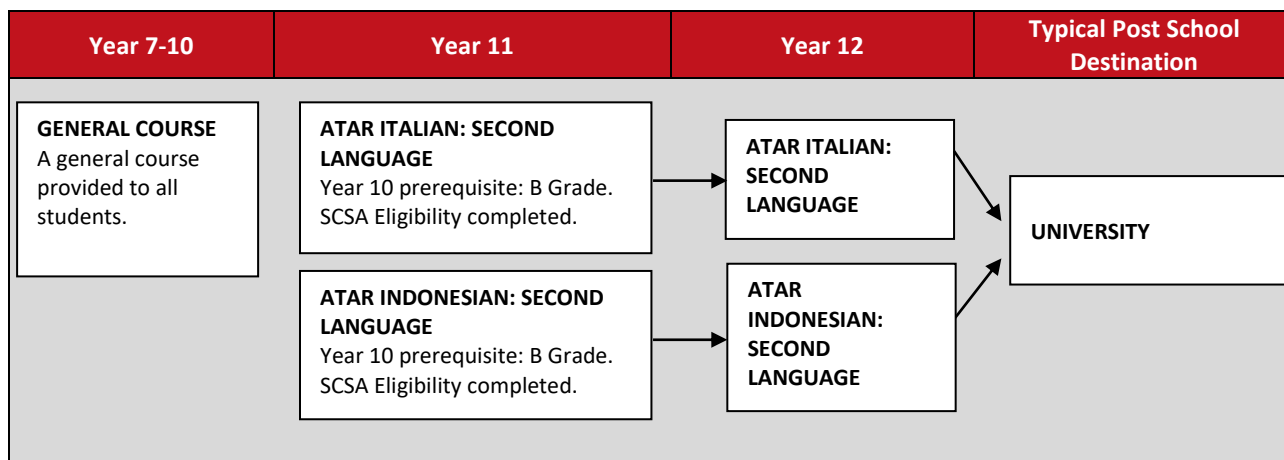 Year 7-10
Year 11
Year 12
Typical Post School
Destination
GENERAL COURSE
A general course
provided to all
students.
ATAR ITALIAN: SECOND
LANGUAGE
Year 10 prerequisite: B Grade.
SCSA Eligibility completed.
ATAR ITALIAN:
SECOND
LANGUAGE
UNIVERSITY
ATAR INDONESIAN: SECOND
LANGUAGE
Year 10 prerequisite: B Grade.
SCSA Eligibility completed.
ATAR
INDONESIAN:
SECOND
LANGUAGE